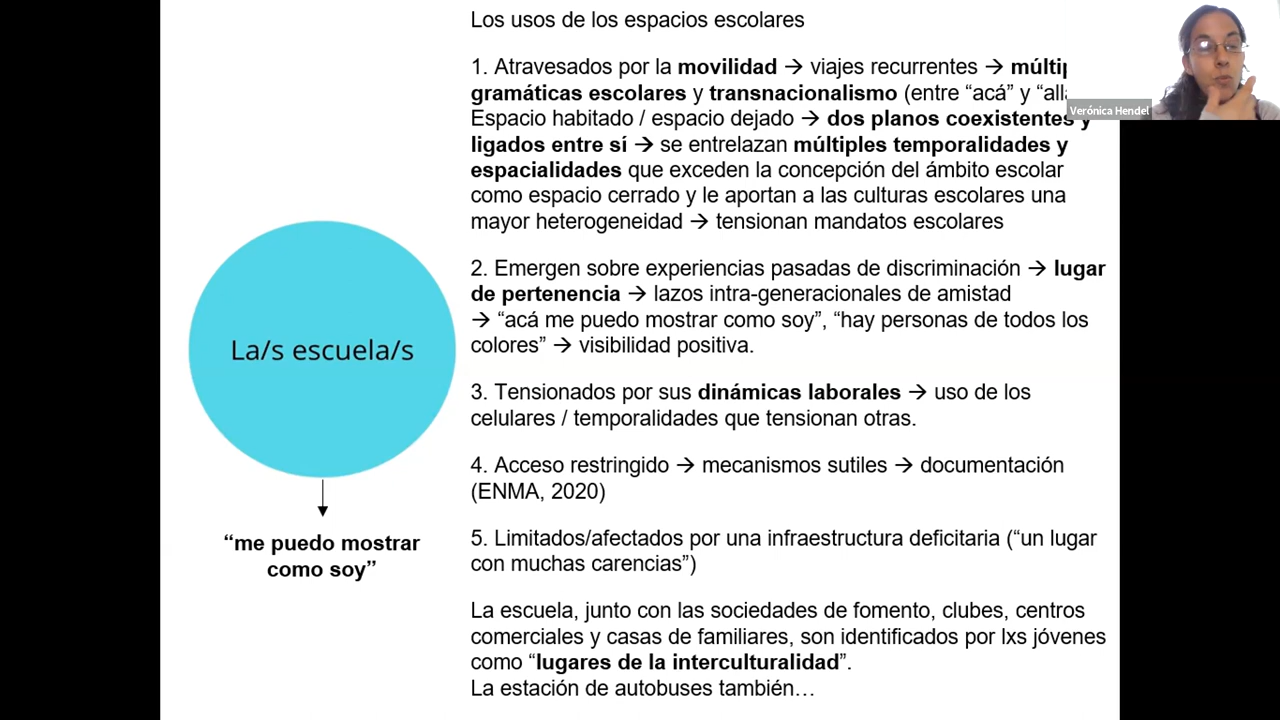 Los usos de los espacios escolares
1. Atravesados por la movilidad → viajes recurrentes →
gramáticas escolares y transnacionalismo (entre “acá” y
Verónica Hendel
Espacio habitado / espacio dejado → dos planos coexistentes y
ligados entre sí → se entrelazan múltiples temporalidades y
espacialidades que exceden la concepción del ámbito escolar
como espacio cerrado y le aportan a las culturas escolares una
mayor heterogeneidad → tensionan mandatos escolares
2. Emergen sobre experiencias pasadas de discriminación → lugar
de pertenencia → lazos intra-generacionales de amistad
→ “acá me puedo mostrar como soy”, “hay personas de todos los
colores” → visibilidad positiva.
3. Tensionados por sus dinámicas laborales → uso de los
celulares / temporalidades que tensionan otras.
4. Acceso restringido → mecanismos sutiles → documentación
(ENMA, 2020)
5. Limitados/afectados por una infraestructura deficitaria (“un lugar
con muchas carencias”)
La escuela, junto con las sociedades de fomento, clubes, centros
comerciales y casas de familiares, son identificados por lxs jóvenes
como “lugares de la interculturalidad”.
La estación de autobuses también…
La/s escuela/s
“me puedo mostrar
como soy”